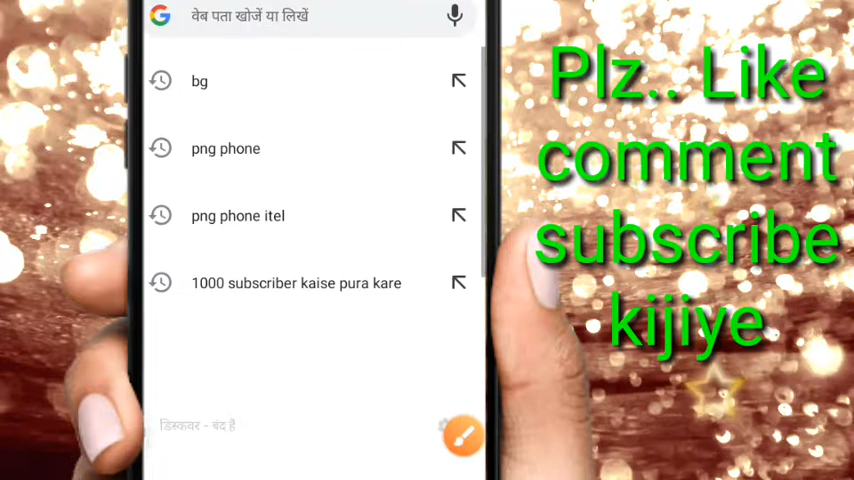 वेब पता खोजें या लिखें
bg
png phone
png phone itel
1000 subscriber kaise pura kare
डिस्कवर - बंद है
Plz.. Like
comment
subscribe
kijiye